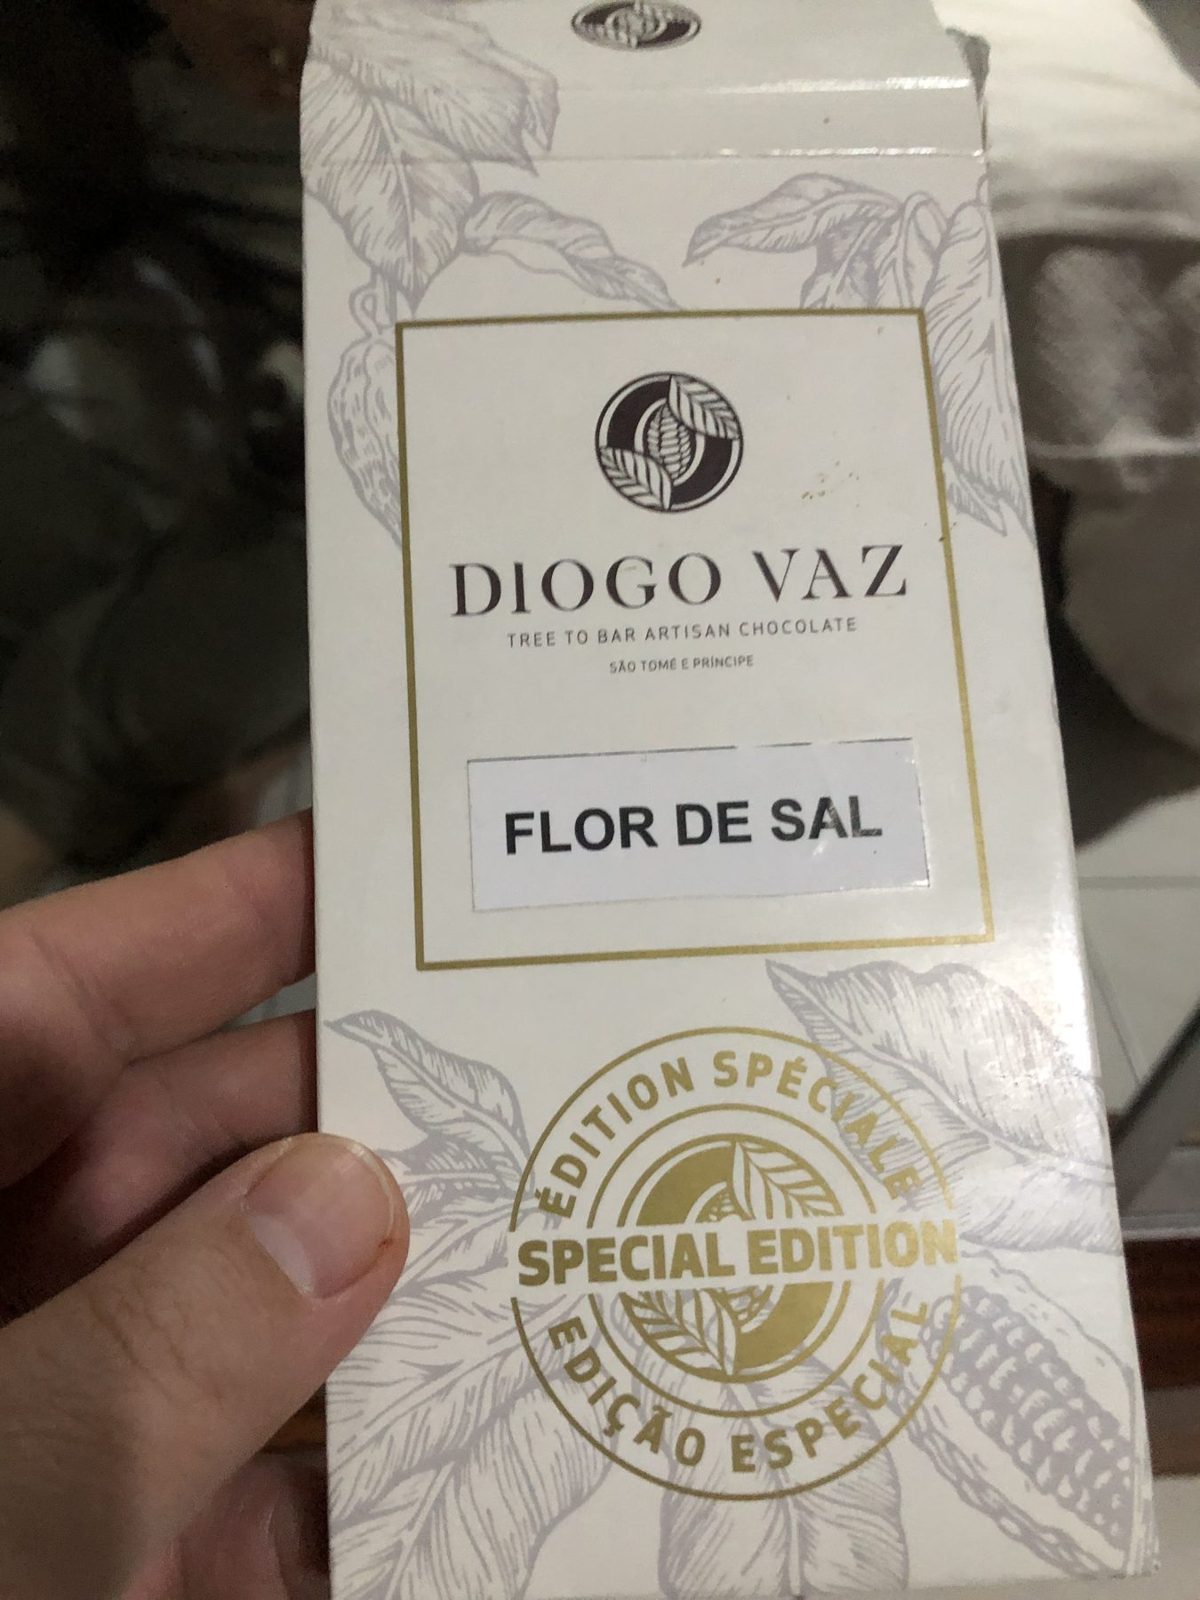 DIOGO VAZ
TREE TO BAR ARTISAN CHOCOLATE
SÃO TOMÉ E PRÍNCIPE
FLOR DE SAL
ÉDITION SPÉCIALE
SPECIAL EDITION
EDIÇÃO ESPECIAL